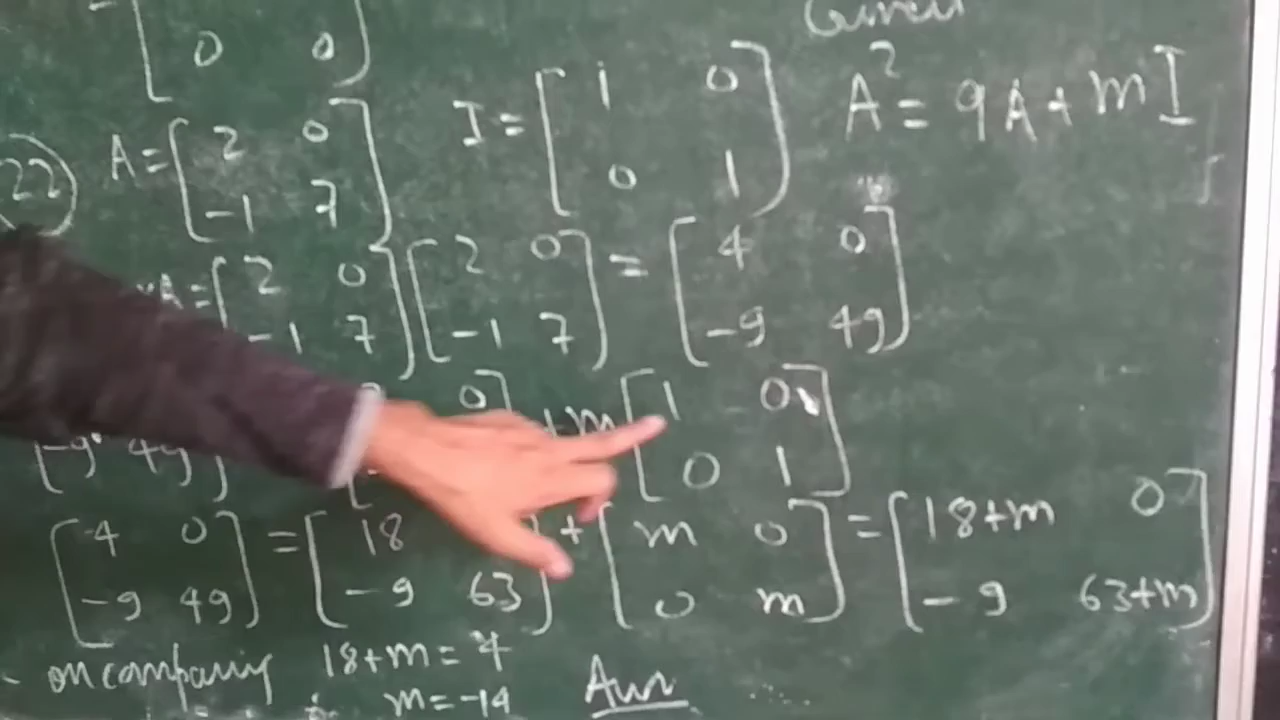 Given
0 0
(22) A = [2 0 I = [1 0 A² = 9A + mI
-1 7] 0 1]
×A = [2 0 [2 0 = [4 0
-1 7] -1 7] -9 49]
0] + m [1 0
-9 49] 0 1]
[4 0 = [18 + [m 0 = [18+m 0
-9 49] -9 63] 0 m] -9 63+m]
on comparing 18+m = 4
m = -14 Ans